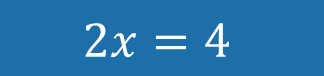 2x = 4